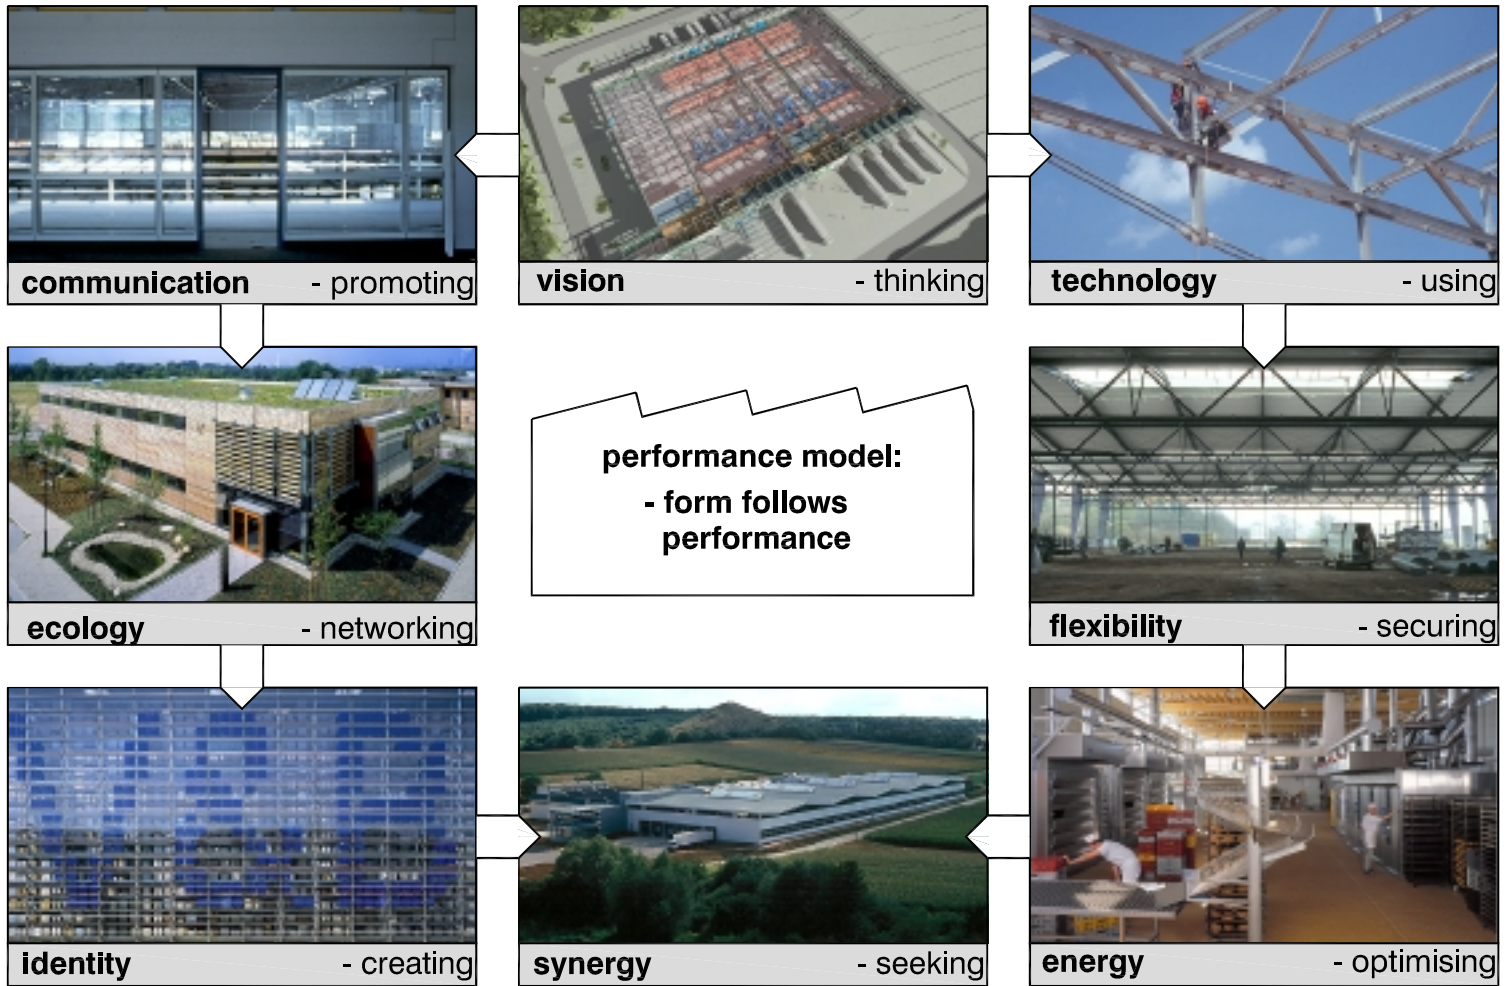 communication - promoting
vision - thinking
technology - using
performance model:
- form follows
performance
ecology - networking
flexibility - securing
identity - creating
synergy - seeking
energy - optimising